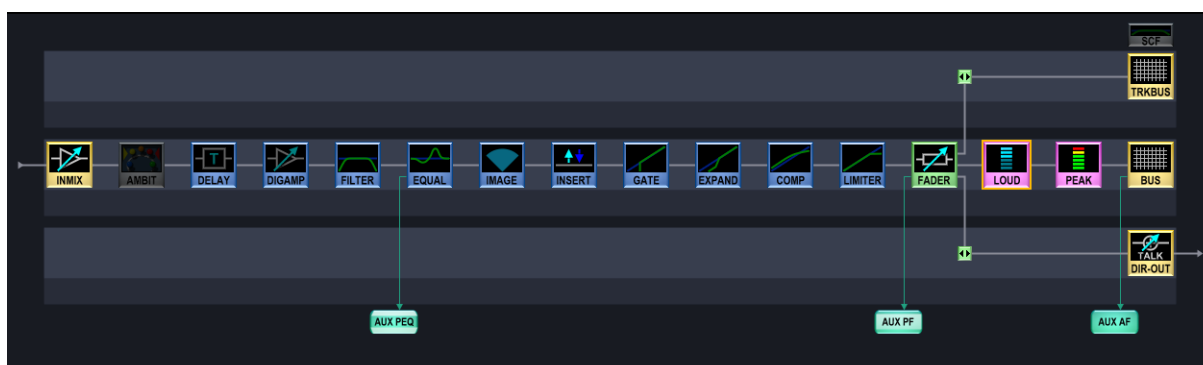 SCF
TRKBUS
INMIX
AMBIT
T
DELAY
DIGAMP
FILTER
EQUAL
IMAGE
INSERT
GATE
EXPAND
COMP
LIMITER
FADER
LOUD
PEAK
BUS
TALK
DIR-OUT
AUX PEQ
AUX PF
AUX AF